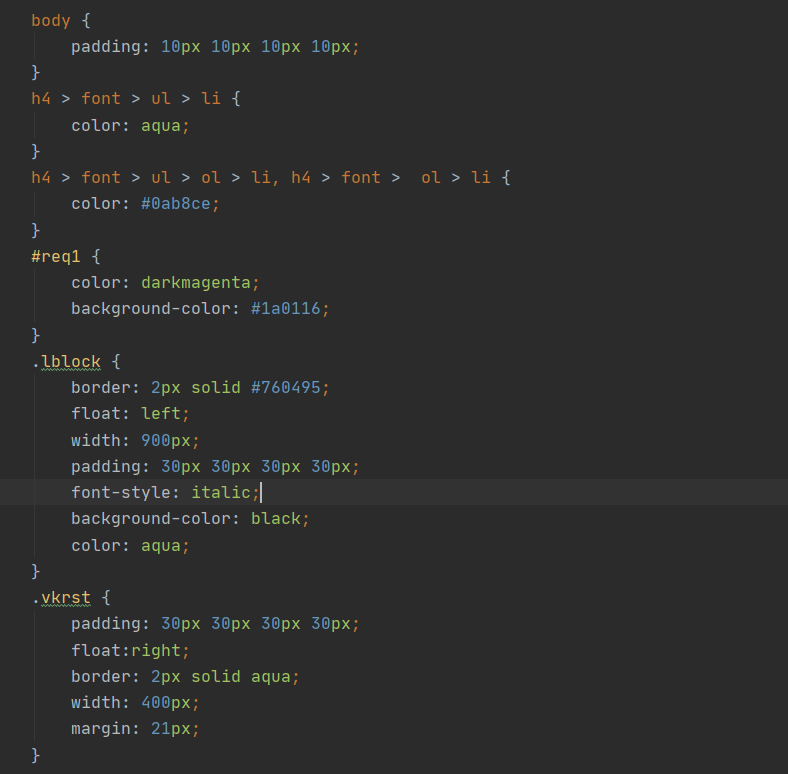 body {
    padding: 10px 10px 10px 10px;
}
h4 > font > ul > li {
    color: aqua;
}
h4 > font > ul > ol > li, h4 > font >  ol > li {
    color: #0ab8ce;
}
#req1 {
    color: darkmagenta;
    background-color: #1a0116;
}
.lblock {
    border: 2px solid #760495;
    float: left;
    width: 900px;
    padding: 30px 30px 30px 30px;
    font-style: italic;
    background-color: black;
    color: aqua;
}
.vkrst {
    padding: 30px 30px 30px 30px;
    float:right;
    border: 2px solid aqua;
    width: 400px;
    margin: 21px;
}